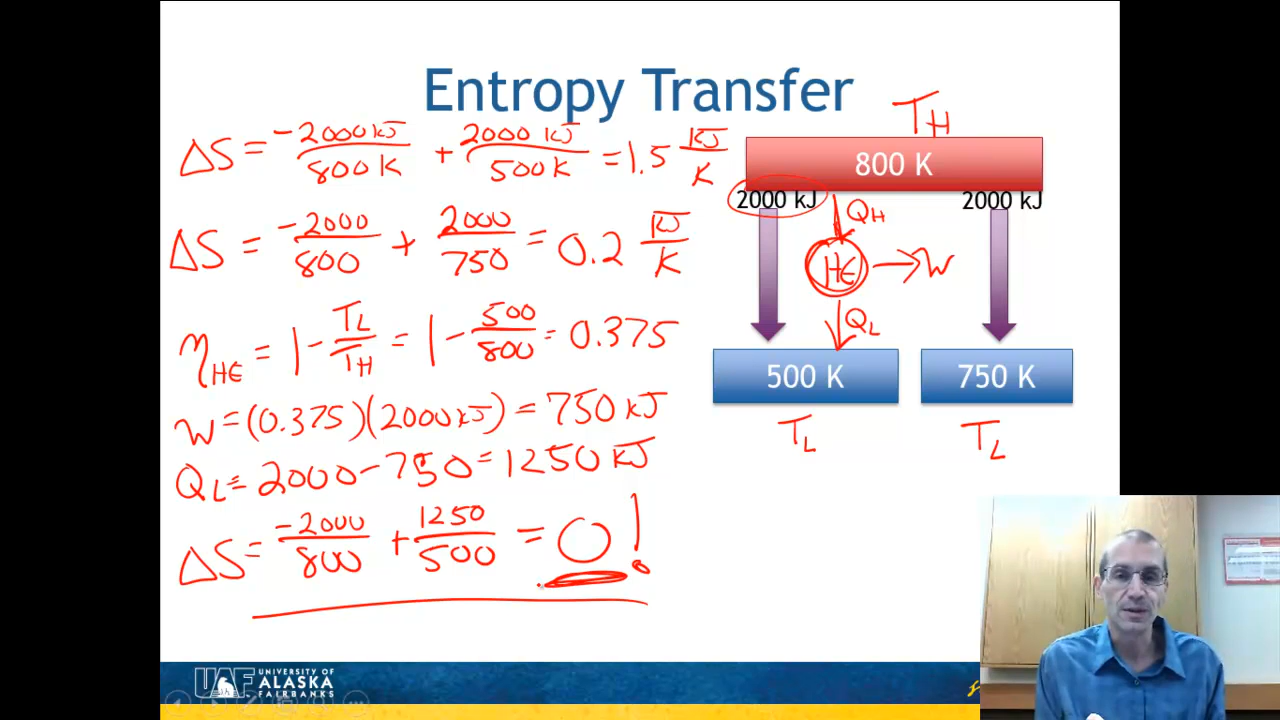 Entropy Transfer
ΔS = -2000 kJ / 800 K + 2000 kJ / 500 K = 1.5 kJ/K
ΔS = -2000 / 800 + 2000 / 750 = 0.2 kJ/K
η_HE = 1 - T_L / T_H = 1 - 500 / 800 = 0.375
W = (0.375)(2000 kJ) = 750 kJ
Q_L = 2000 - 750 = 1250 kJ
ΔS = -2000 / 800 + 1250 / 500 = 0!
T_H
800 K
2000 kJ
2000 kJ
Q_H
HE → W
Q_L
500 K
750 K
T_L
T_L
UAF
UNIVERSITY OF
ALASKA
FAIRBANKS